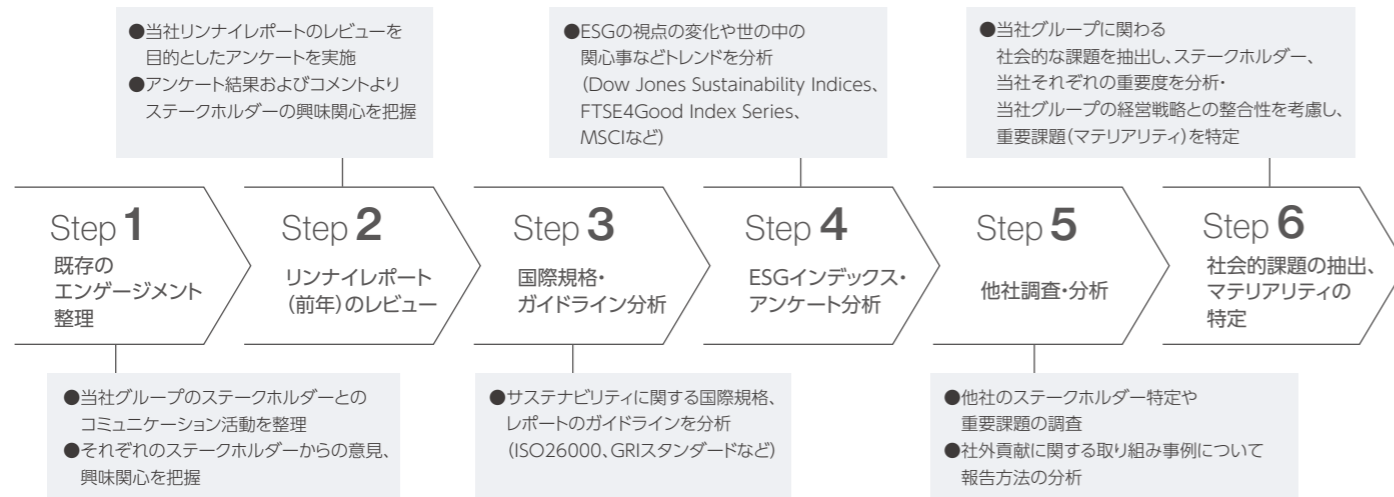 ●当社リンナイレポートのレビューを
目的としたアンケートを実施
●アンケート結果およびコメントより
ステークホルダーの興味関心を把握
●ESGの視点の変化や世の中の
関心事などトレンドを分析
(Dow Jones Sustainability Indices、
FTSE4Good Index Series、
MSCIなど)
●当社グループに関わる
社会的な課題を抽出し、ステークホルダー、
当社それぞれの重要度を分析・
当社グループの経営戦略との整合性を考慮し、
重要課題(マテリアリティ)を特定
Step 1
既存の
エンゲージメント
整理
Step 2
リンナイレポート
(前年)のレビュー
Step 3
国際規格・
ガイドライン分析
Step 4
ESGインデックス・
アンケート分析
Step 5
他社調査・分析
Step 6
社会的課題の抽出、
マテリアリティの
特定
●当社グループのステークホルダーとの
コミュニケーション活動を整理
●それぞれのステークホルダーからの意見、
興味関心を把握
●サステナビリティに関する国際規格、
レポートのガイドラインを分析
(ISO26000、GRIスタンダードなど)
●他社のステークホルダー特定や
重要課題の調査
●社外貢献に関する取り組み事例について
報告方法の分析